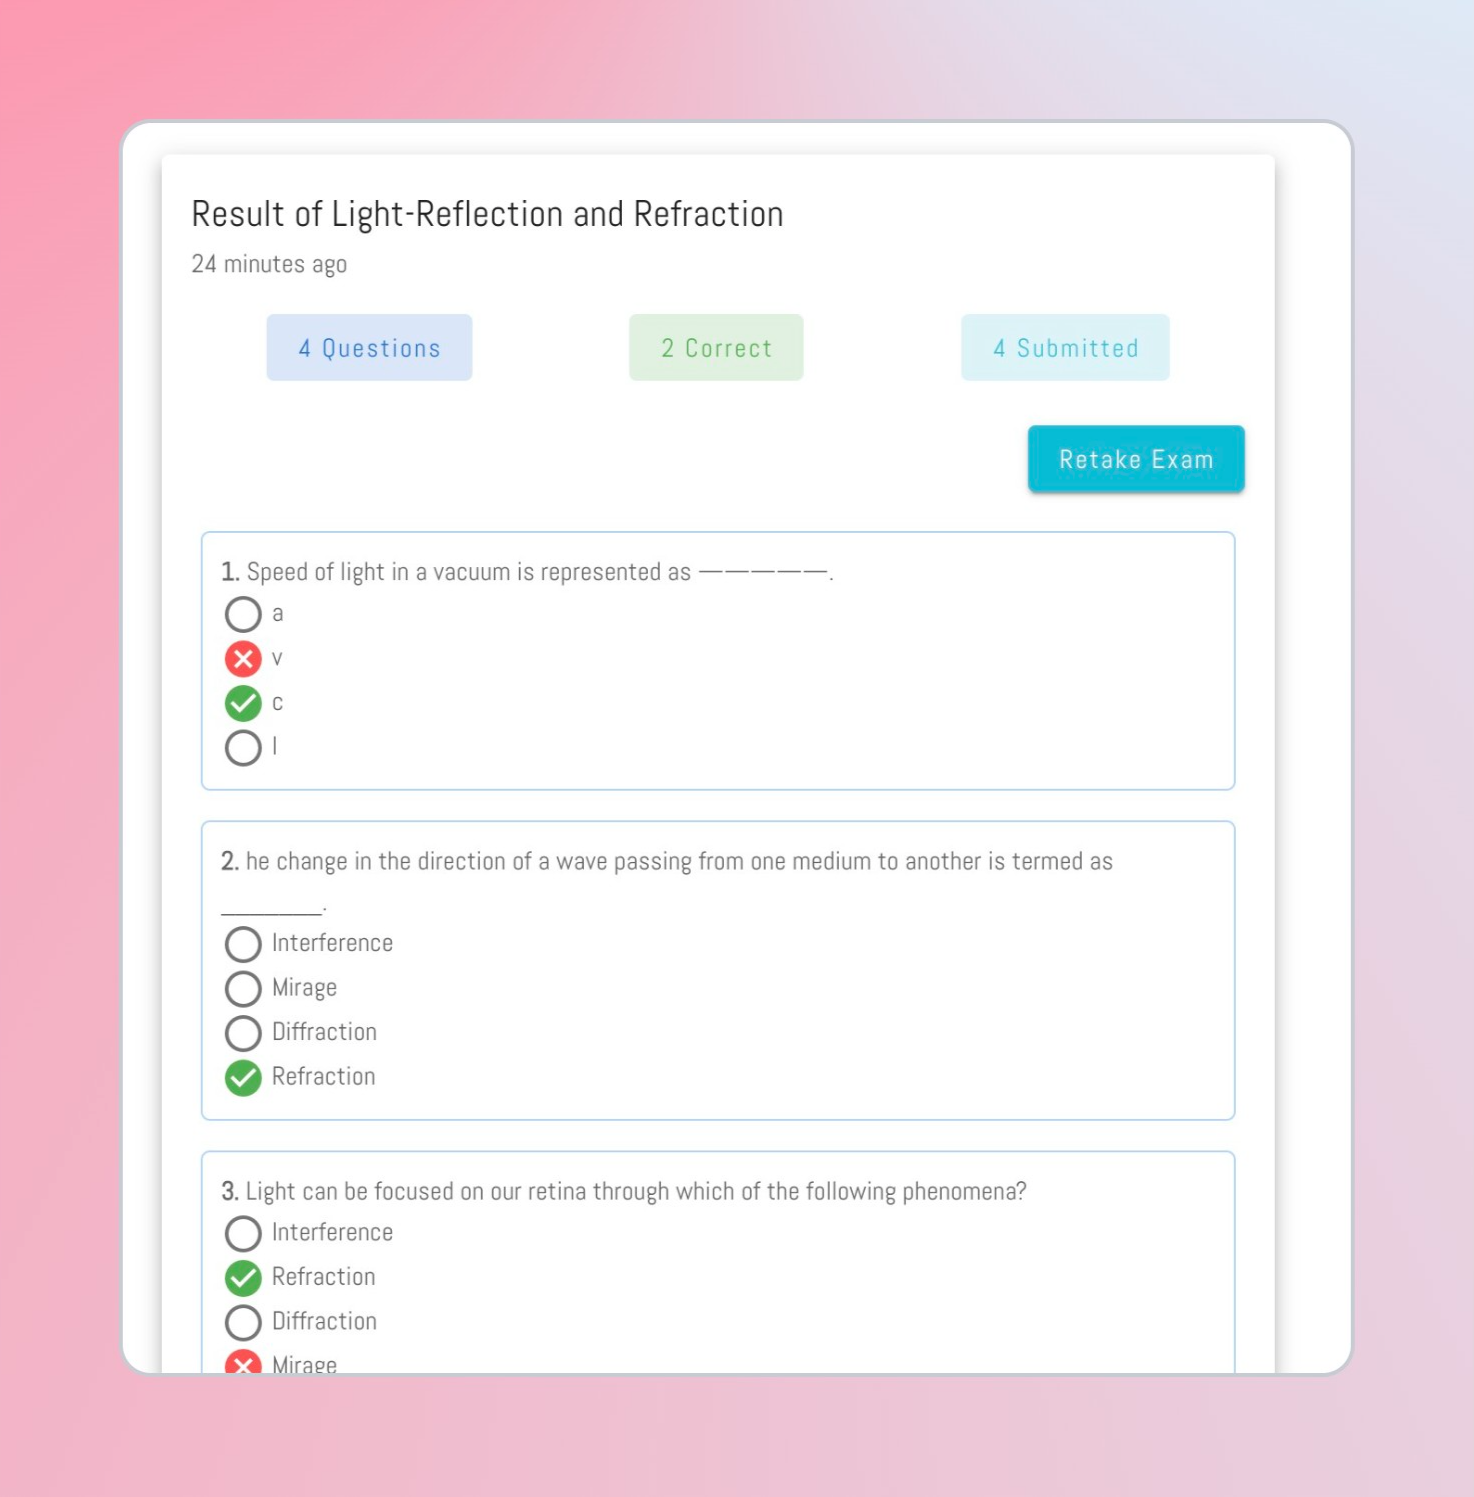 Result of Light-Reflection and Refraction
24 minutes ago
4 Questions
2 Correct
4 Submitted
Retake Exam
1. Speed of light in a vacuum is represented as —————.
a
v
c
l
2. he change in the direction of a wave passing from one medium to another is termed as
________.
Interference
Mirage
Diffraction
Refraction
3. Light can be focused on our retina through which of the following phenomena?
Interference
Refraction
Diffraction
Mirage